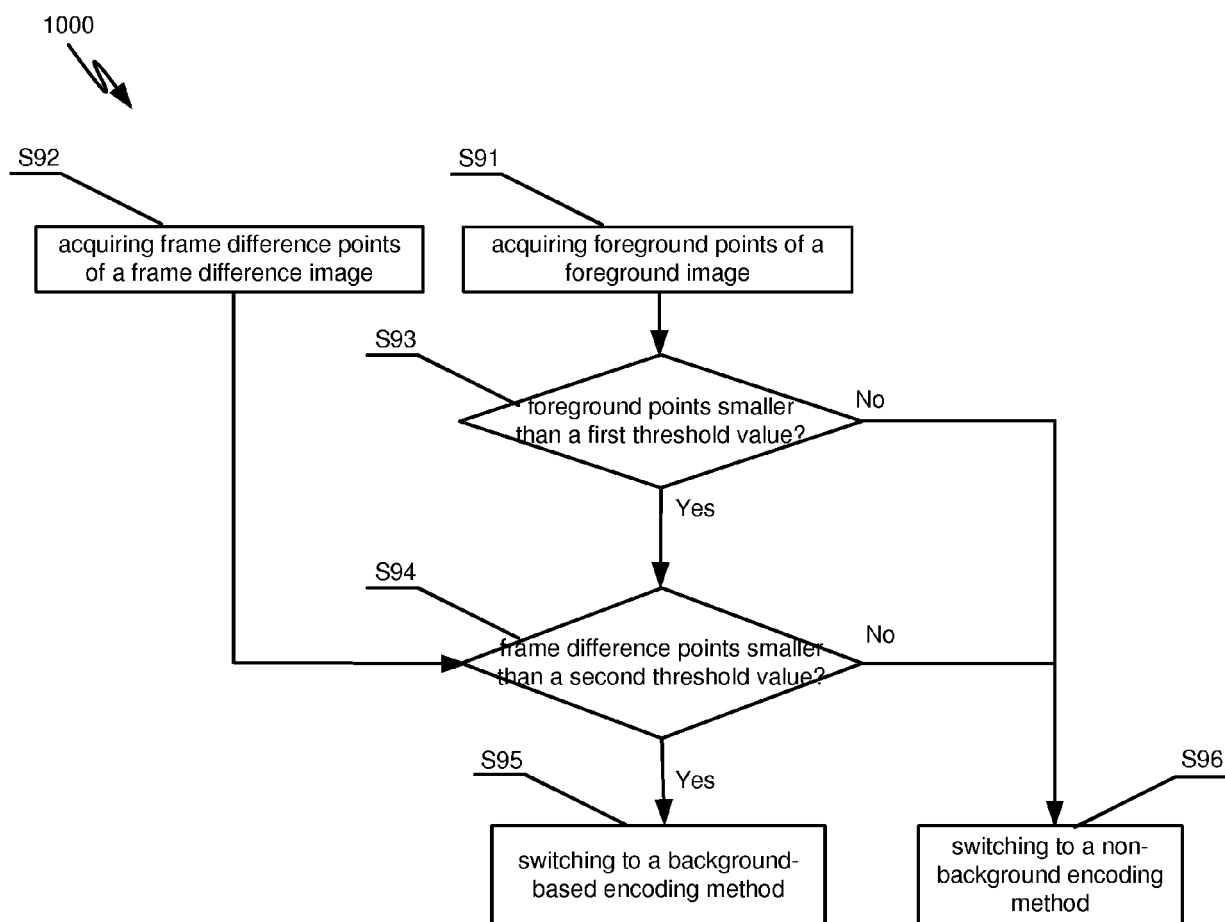 1000
S92
S91
acquiring frame difference points
of a frame difference image
acquiring foreground points of a
foreground image
S93
foreground points smaller
than a first threshold value?
No
Yes
S94
frame difference points smaller
than a second threshold value?
No
S95
Yes
S96
switching to a background-
based encoding method
switching to a non-
background encoding
method